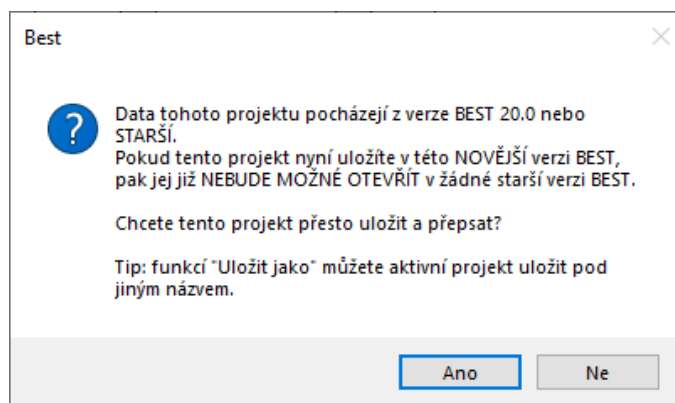 Best
Data tohoto projektu pocházejí z verze BEST 20.0 nebo
STARŠÍ.
Pokud tento projekt nyní uložíte v této NOVĚJŠÍ verzi BEST,
pak jej již NEBUDE MOŽNÉ OTEVŘÍT v žádné starší verzi BEST.
Chcete tento projekt přesto uložit a přepsat?
Tip: funkcí "Uložit jako" můžete aktivní projekt uložit pod
jiným názvem.
Ano
Ne